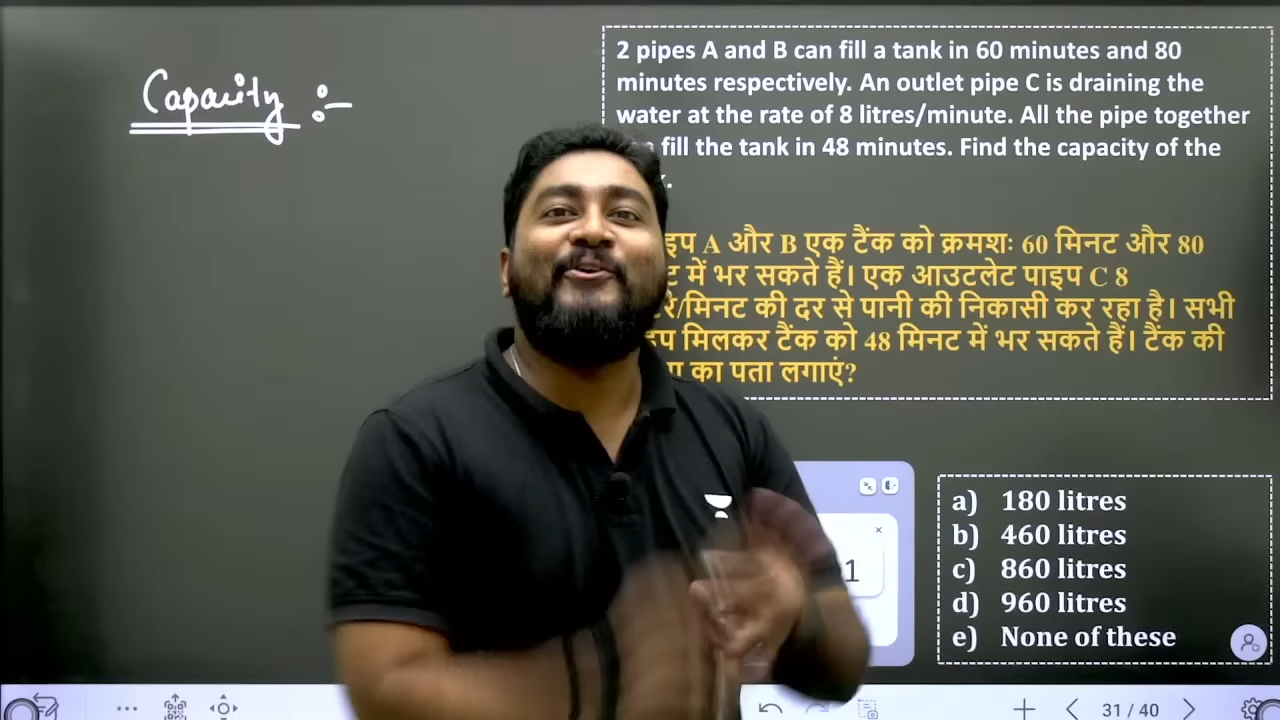 Capacity :-
2 pipes A and B can fill a tank in 60 minutes and 80
minutes respectively. An outlet pipe C is draining the
water at the rate of 8 litres/minute. All the pipe together
fill the tank in 48 minutes. Find the capacity of the
A और B एक टैंक को क्रमशः 60 मिनट और 80
में भर सकते हैं। एक आउटलेट पाइप C 8
/मिनट की दर से पानी की निकासी कर रहा है। सभी
मिलकर टैंक को 48 मिनट में भर सकते हैं। टैंक की
का पता लगाएं?
1
a) 180 litres
b) 460 litres
c) 860 litres
d) 960 litres
e) None of these
31 / 40